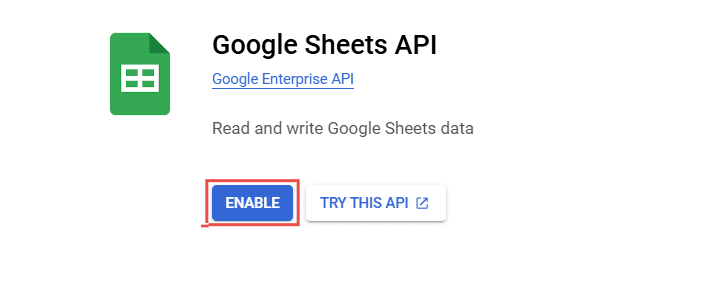 Google Sheets API
Google Enterprise API
Read and write Google Sheets data
ENABLE
TRY THIS API